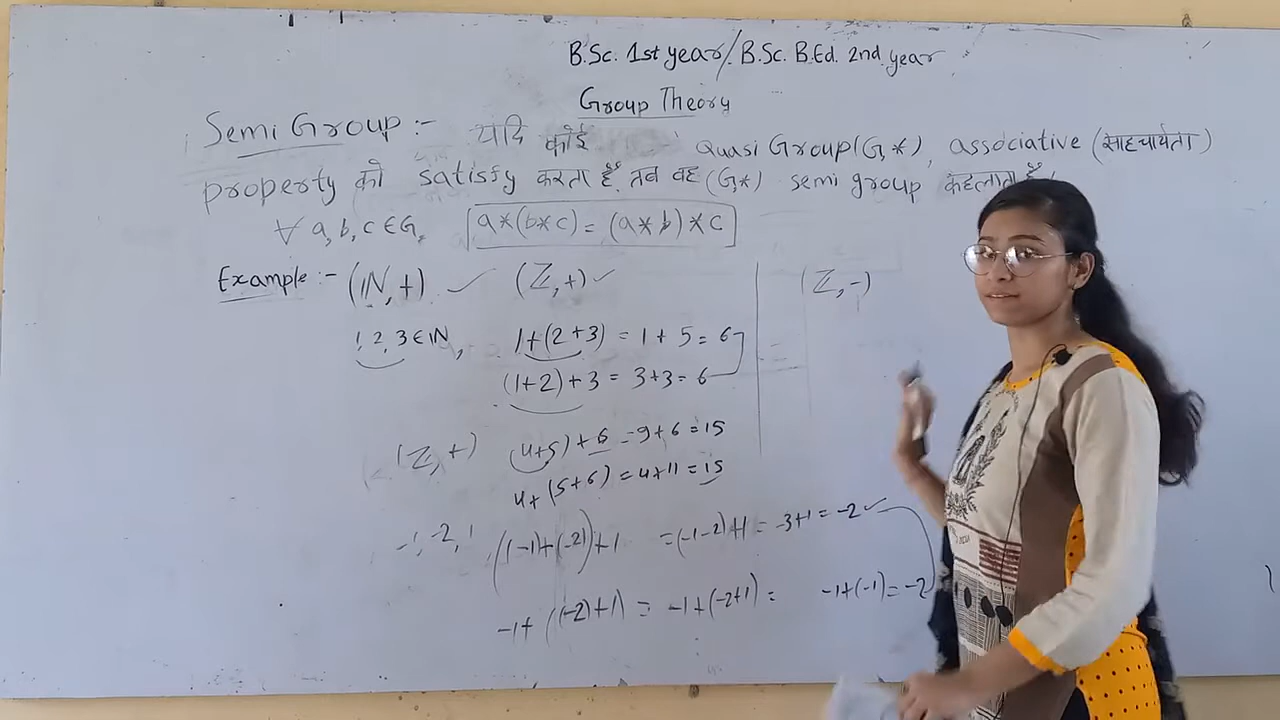 B.Sc. 1st year/B.Sc. B.Ed. 2nd year
Group Theory
Semi Group :- यदि कोई Quasi Group(G,*), associative (साहचार्यता)
property को satisfy करता है, तब वह (G,*) semi group कहलाता है
∀ a, b, c ∈ G, a*(b*c) = (a*b)*c
Example :- (ℕ,+) ✓ (ℤ,+) ✓ (ℤ,-)
1, 2, 3 ∈ ℕ, 1+(2+3) = 1+5 = 6
(1+2)+3 = 3+3 = 6
(ℤ,+) (4+5)+6 = 9+6 = 15
4+(5+6) = 4+11 = 15
-1, -2, 1 ((-1)+(-2))+1 = (-1-2)+1 = -3+1 = -2 ✓
-1+((-2)+1) = -1+(-2+1) = -1+(-1) = -2